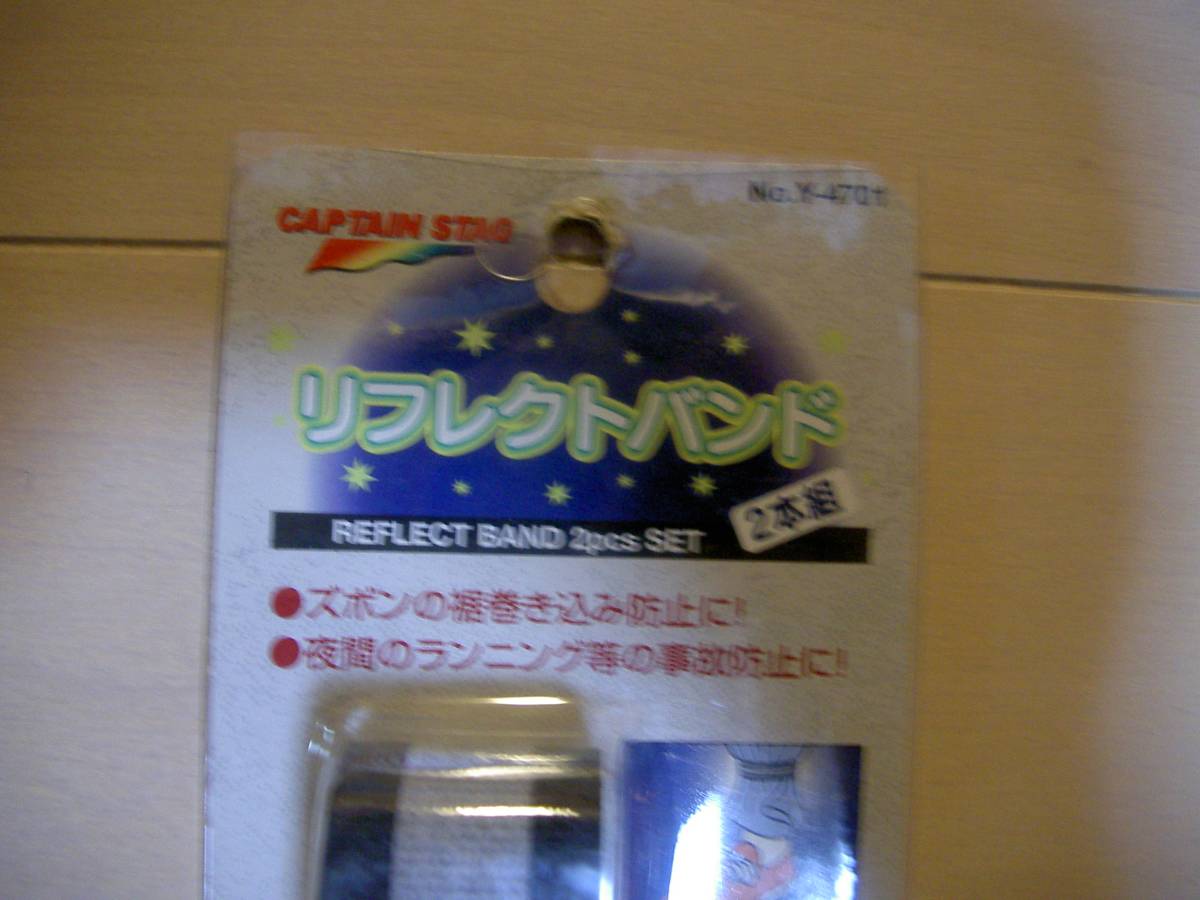 No.Y-4701
CAPTAIN STAG
リフレクトバンド
2本組
REFLECT BAND 2pcs SET
●ズボンの裾巻き込み防止に!
●夜間のランニング等の事故防止に!